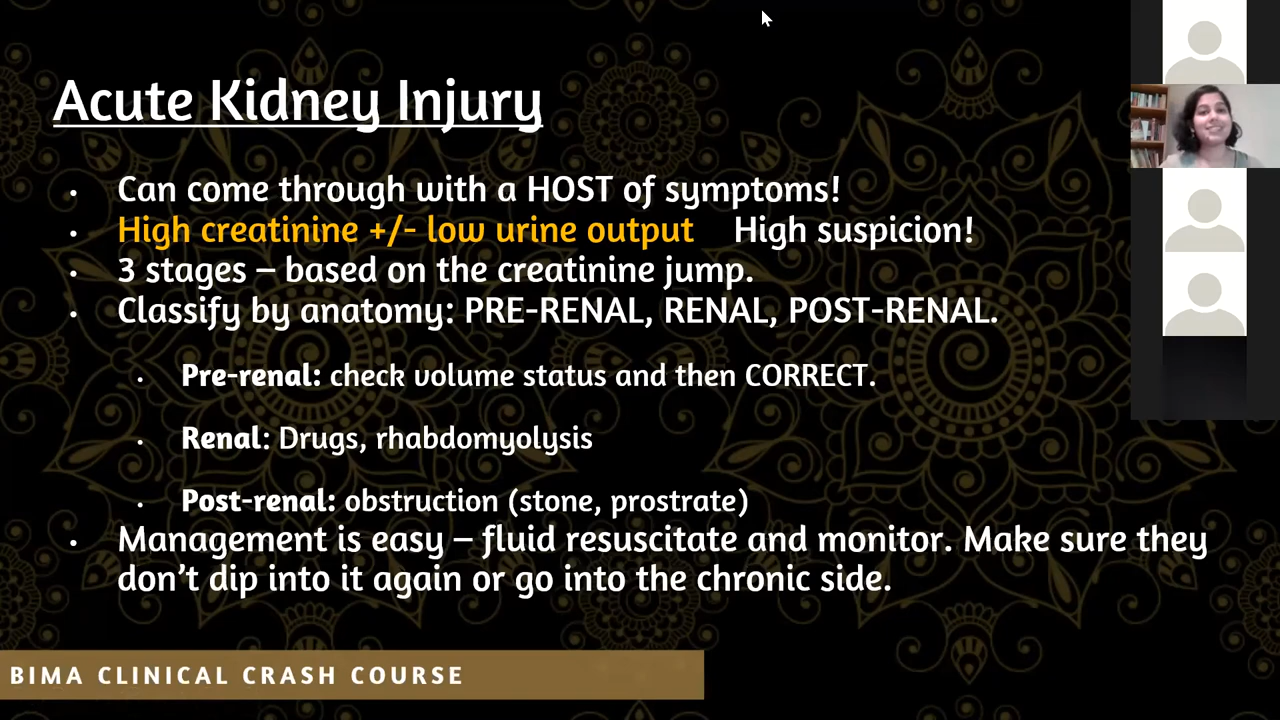 Acute Kidney Injury
• Can come through with a HOST of symptoms!
• High creatinine +/- low urine output High suspicion!
• 3 stages – based on the creatinine jump.
• Classify by anatomy: PRE-RENAL, RENAL, POST-RENAL.
• Pre-renal: check volume status and then CORRECT.
• Renal: Drugs, rhabdomyolysis
• Post-renal: obstruction (stone, prostrate)
• Management is easy – fluid resuscitate and monitor. Make sure they
don’t dip into it again or go into the chronic side.
BIMA CLINICAL CRASH COURSE